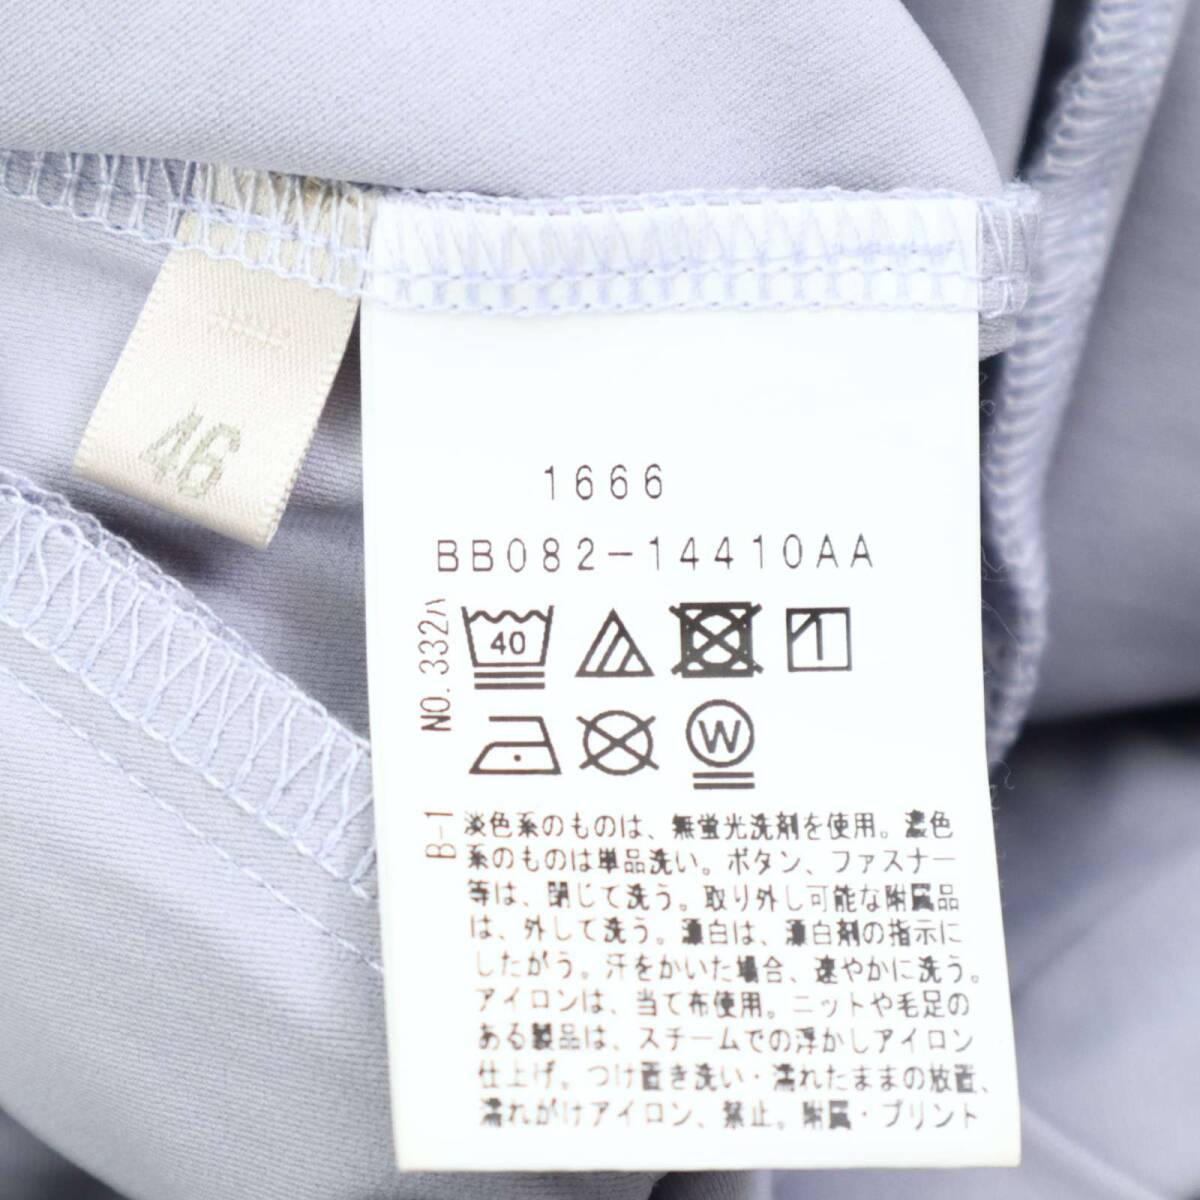 46
1666
BB082-14410AA
NO. 332ハ
40
W
B-1
淡色系のものは、無蛍光洗剤を使用。濃色
系のものは単品洗い。ボタン、ファスナー
等は、閉じて洗う。取り外し可能な附属品
は、外して洗う。漂白は、漂白剤の指示に
したがう。汗をかいた場合、速やかに洗う。
アイロンは、当て布使用。ニットや毛足の
ある製品は、スチームでの浮かしアイロン
仕上げ。つけ置き洗い・濡れたままの放置、
濡れがけアイロン、禁止。附属・プリント